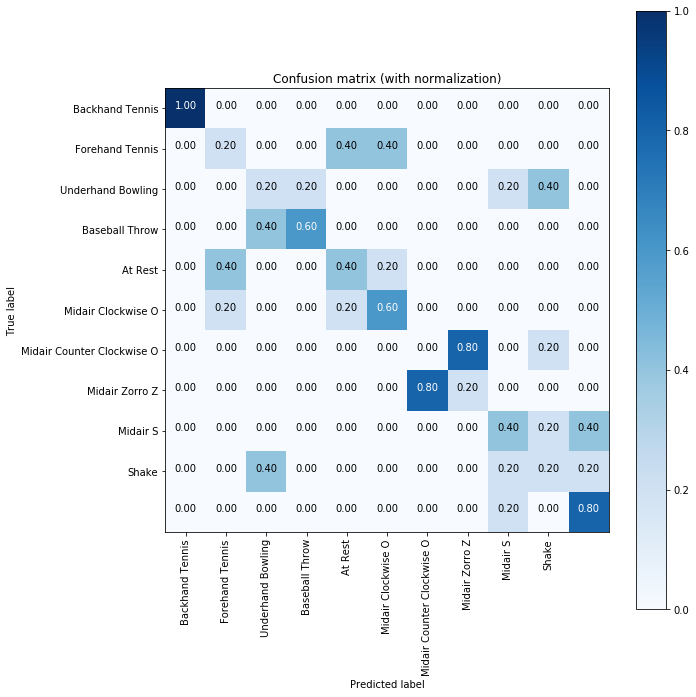 Confusion matrix (with normalization)
1.0
Backhand Tennis 1.00 0.00 0.00 0.00 0.00 0.00 0.00 0.00 0.00 0.00 0.00
Forehand Tennis 0.00 0.20 0.00 0.00 0.40 0.40 0.00 0.00 0.00 0.00 0.00
0.8
Underhand Bowling 0.00 0.00 0.20 0.20 0.00 0.00 0.00 0.00 0.20 0.40 0.00
Baseball Throw 0.00 0.00 0.40 0.60 0.00 0.00 0.00 0.00 0.00 0.00 0.00
0.6
At Rest 0.00 0.40 0.00 0.00 0.40 0.20 0.00 0.00 0.00 0.00 0.00
True label
Midair Clockwise O 0.00 0.20 0.00 0.00 0.20 0.60 0.00 0.00 0.00 0.00 0.00
Midair Counter Clockwise O 0.00 0.00 0.00 0.00 0.00 0.00 0.00 0.80 0.00 0.20 0.00
0.4
Midair Zorro Z 0.00 0.00 0.00 0.00 0.00 0.00 0.80 0.20 0.00 0.00 0.00
Midair S 0.00 0.00 0.00 0.00 0.00 0.00 0.00 0.00 0.40 0.20 0.40
Shake 0.00 0.00 0.40 0.00 0.00 0.00 0.00 0.00 0.20 0.20 0.20
0.2
0.00 0.00 0.00 0.00 0.00 0.00 0.00 0.00 0.20 0.00 0.80
0.0
Backhand Tennis
Forehand Tennis
Underhand Bowling
Baseball Throw
At Rest
Midair Clockwise O
Midair Counter Clockwise O
Midair Zorro Z
Midair S
Shake
Predicted label